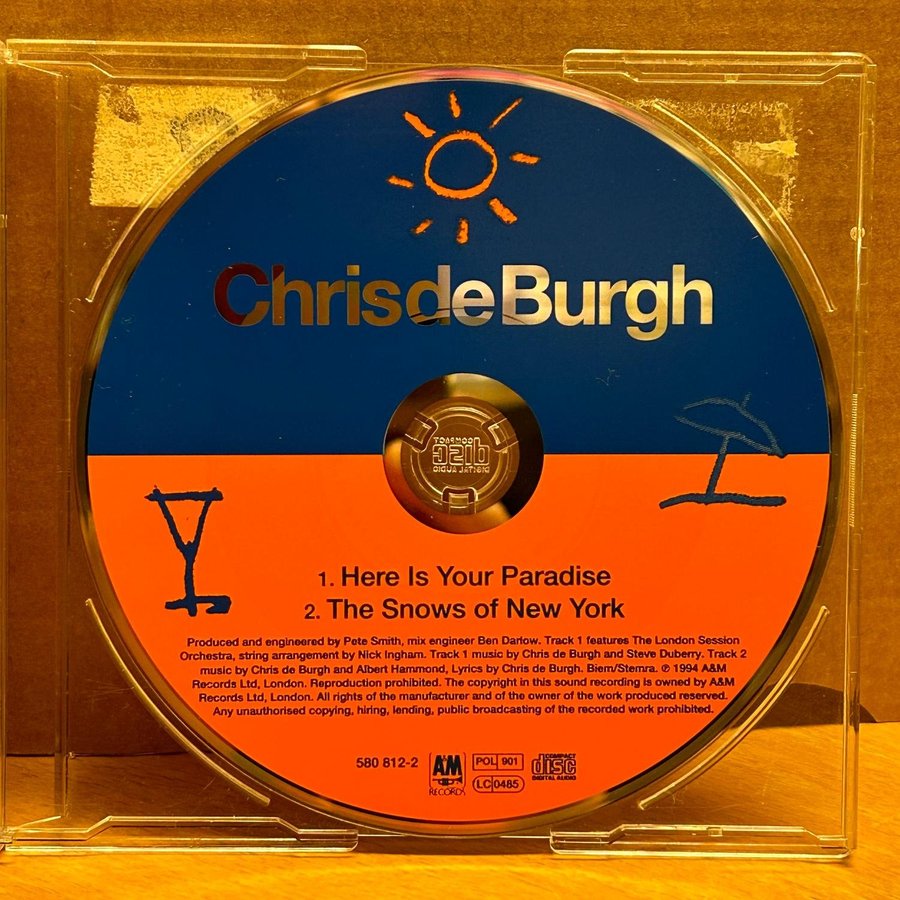 Chris de Burgh
COMPACT
disc
DIGITAL AUDIO
1. Here Is Your Paradise
2. The Snows of New York
Produced and engineered by Pete Smith, mix engineer Ben Darlow. Track 1 features The London Session
Orchestra, string arrangement by Nick Ingham. Track 1 music by Chris de Burgh and Steve Duberry. Track 2
music by Chris de Burgh and Albert Hammond, Lyrics by Chris de Burgh. Biem/Stemra. ℗ 1994 A&M
Records Ltd, London. Reproduction prohibited. The copyright in this sound recording is owned by A&M
Records Ltd, London. All rights of the manufacturer and of the owner of the work produced reserved.
Any unauthorised copying, hiring, lending, public broadcasting of the recorded work prohibited.
580 812-2
A&M
RECORDS
POL 901
LC 0485
COMPACT
disc
DIGITAL AUDIO